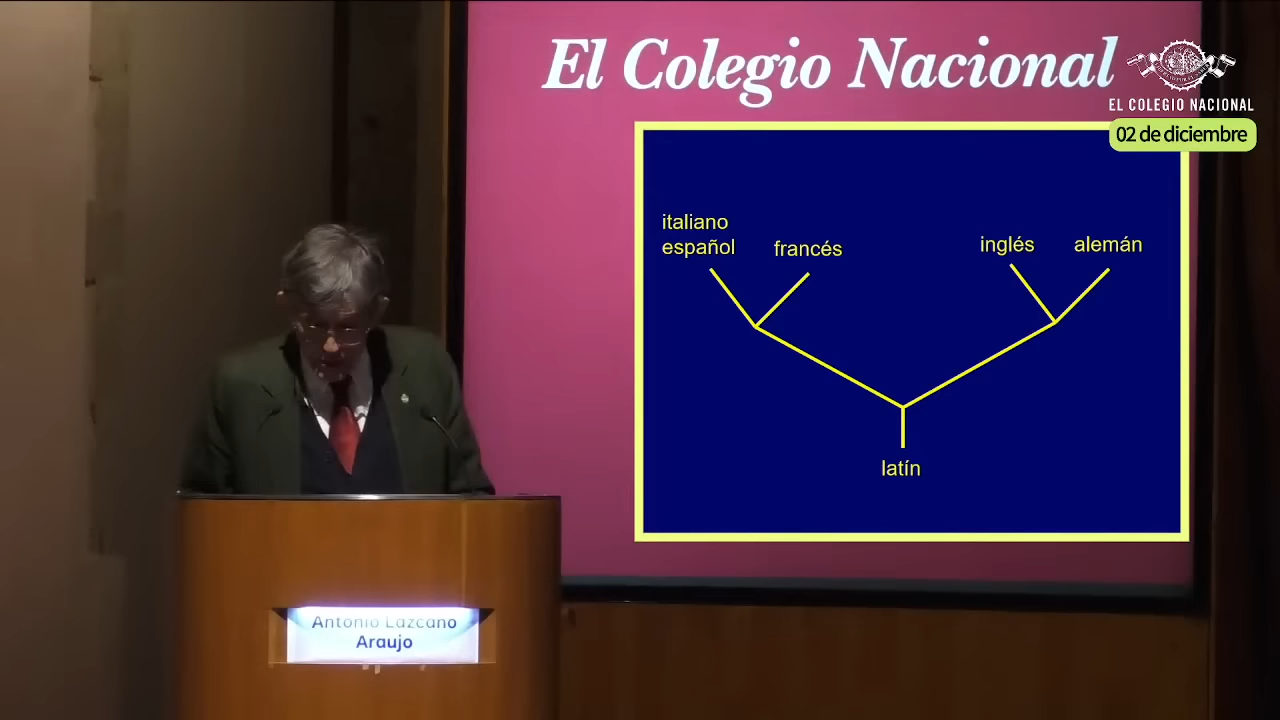 El Colegio Nacional
EL COLEGIO NACIONAL
02 de diciembre
italiano
español
francés
inglés
alemán
latín
Antonio Lazcano
Araujo